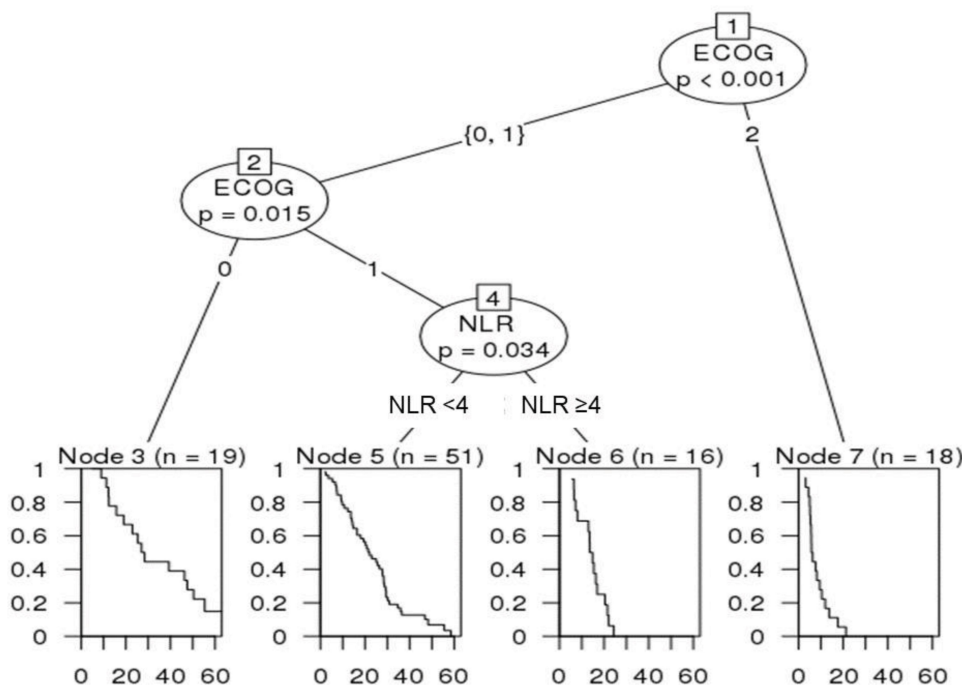 1
ECOG
p < 0.001
{0, 1}
2
2
ECOG
p = 0.015
0
1
4
NLR
p = 0.034
NLR <4
NLR ≥4
Node 3 (n = 19)
1
0.8
0.6
0.4
0.2
0
0 20 40 60
Node 5 (n = 51)
1
0.8
0.6
0.4
0.2
0
0 20 40 60
Node 6 (n = 16)
1
0.8
0.6
0.4
0.2
0
0 20 40 60
Node 7 (n = 18)
1
0.8
0.6
0.4
0.2
0
0 20 40 60